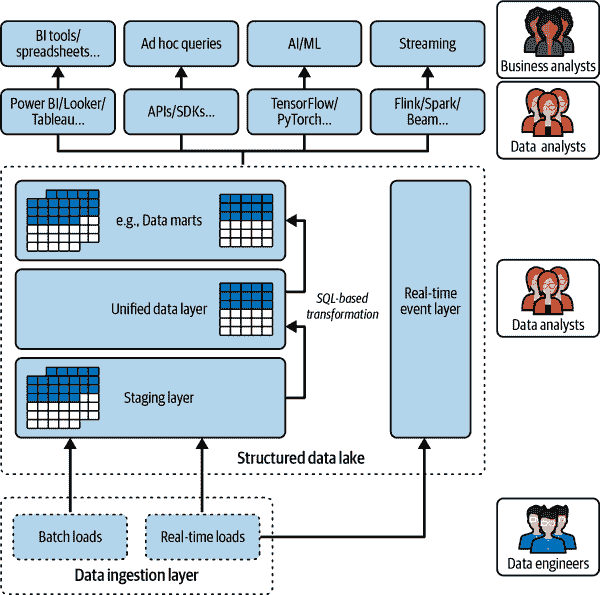 BI tools/
spreadsheets...
Ad hoc queries
AI/ML
Streaming
Business analysts
Power BI/Looker/
Tableau...
APIs/SDKs...
TensorFlow/
PyTorch...
Flink/Spark/
Beam...
Data analysts
e.g., Data marts
Unified data layer
SQL-based
transformation
Real-time
event layer
Data analysts
Staging layer
Structured data lake
Batch loads
Real-time loads
Data ingestion layer
Data engineers